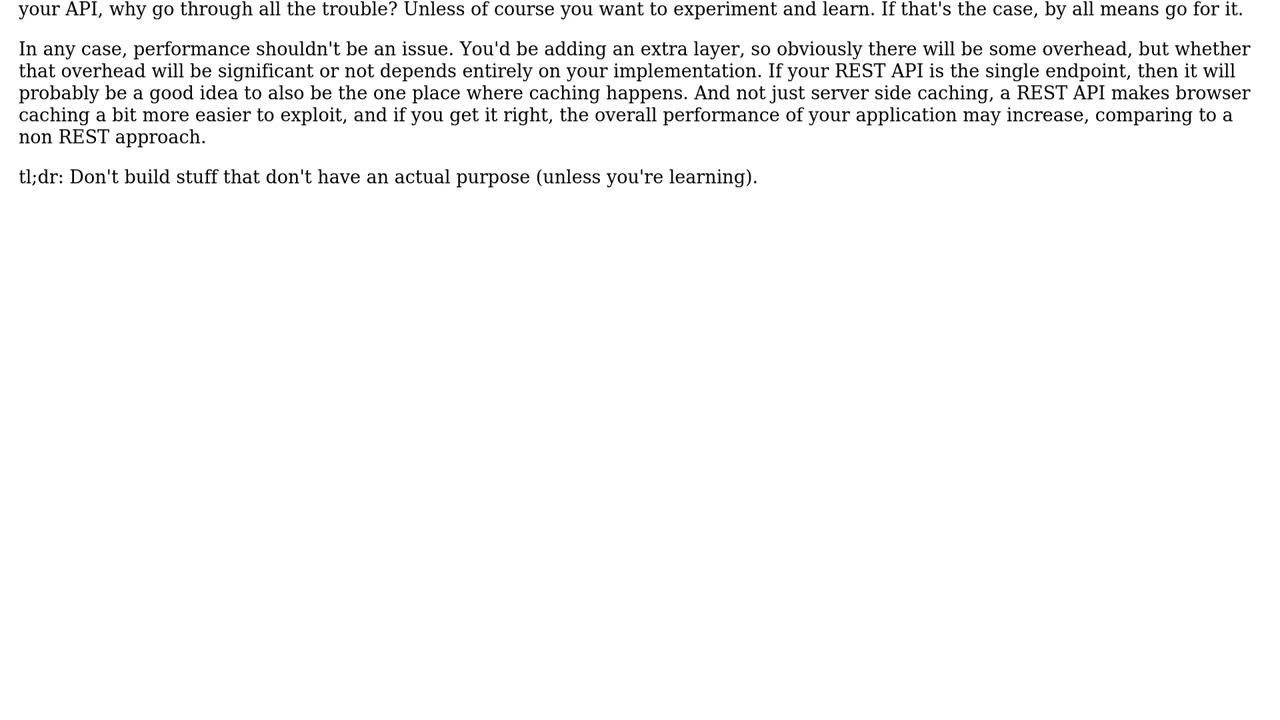 your API, why go through all the trouble? Unless of course you want to experiment and learn. If that's the case, by all means go for it.
In any case, performance shouldn't be an issue. You'd be adding an extra layer, so obviously there will be some overhead, but whether
that overhead will be significant or not depends entirely on your implementation. If your REST API is the single endpoint, then it will
probably be a good idea to also be the one place where caching happens. And not just server side caching, a REST API makes browser
caching a bit more easier to exploit, and if you get it right, the overall performance of your application may increase, comparing to a
non REST approach.
tl;dr: Don't build stuff that don't have an actual purpose (unless you're learning).